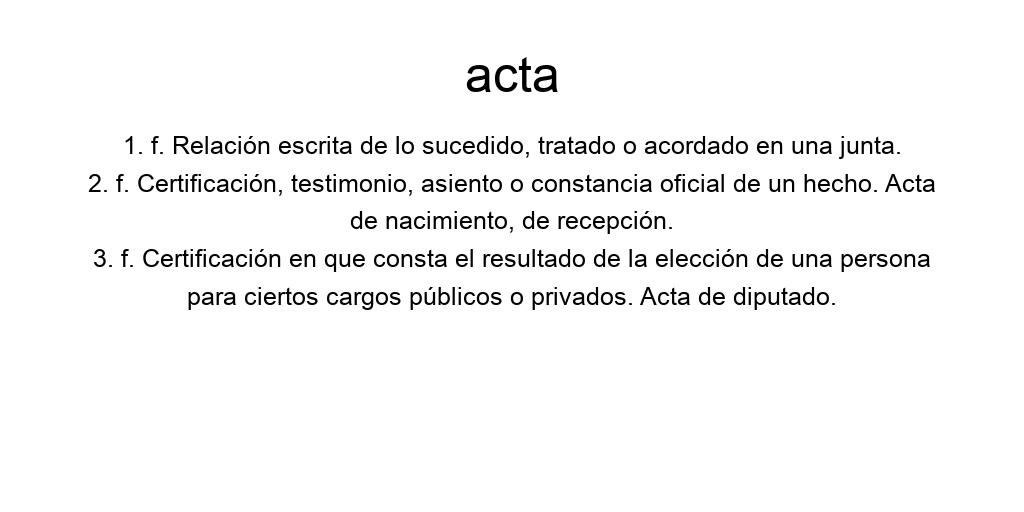 acta
1. f. Relación escrita de lo sucedido, tratado o acordado en una junta.
2. f. Certificación, testimonio, asiento o constancia oficial de un hecho. Acta
de nacimiento, de recepción.
3. f. Certificación en que consta el resultado de la elección de una persona
para ciertos cargos públicos o privados. Acta de diputado.